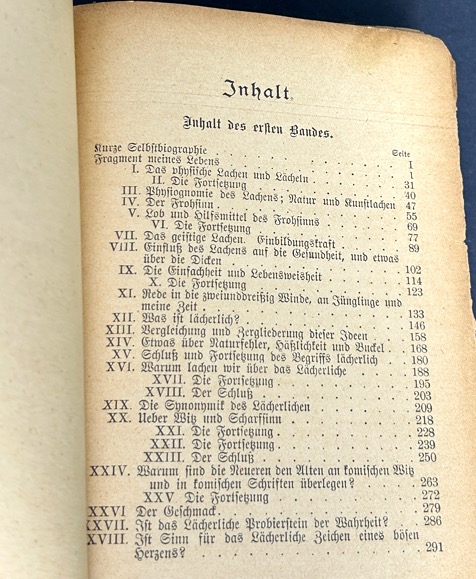 Inhalt.
Inhalt des ersten Bandes.
Seite
Kurze Selbstbiographie . . . . . . I
Fragment meines Lebens . . . . . . 1
I. Das physische Lachen und Lächeln . . . . 31
II. Die Fortsetzung . . . . . . 40
III. Physiognomie des Lachens; Natur und Kunstlachen 47
IV. Der Frohsinn . . . . . . 55
V. Lob und Hilfsmittel des Frohsinns . . . . 69
VI. Die Fortsetzung . . . . . . 77
VII. Das geistige Lachen. Einbildungskraft . . . 89
VIII. Einfluß des Lachens auf die Gesundheit, und etwas
über die Dicken . . . . . . 102
IX. Die Einfachheit und Lebensweisheit . . . . 114
X. Die Fortsetzung . . . . . . 123
XI. Rede in die zweiunddreißig Winde, an Jünglinge und
meine Zeit . . . . . . 133
XII. Was ist lächerlich? . . . . . . 146
XIII. Vergleichung und Zergliederung dieser Ideen . . 158
XIV. Etwas über Naturfehler, Häßlichkeit und Buckel . 168
XV. Schluß und Fortsetzung des Begriffs lächerlich . 180
XVI. Warum lachen wir über das Lächerliche . . 188
XVII. Die Fortsetzung . . . . . 195
XVIII. Der Schluß . . . . . 203
XIX. Die Synonymik des Lächerlichen . . . . 209
XX. Ueber Witz und Scharfsinn . . . . . 218
XXI. Die Fortsetzung . . . . . 228
XXII. Die Fortsetzung . . . . . 239
XXIII. Der Schluß . . . . . 250
XXIV. Warum sind die Neueren den Alten an komischen Witz
und in komischen Schriften überlegen? . . . 263
XXV Die Fortsetzung . . . . . 272
XXVI Der Geschmack . . . . . . 279
XXVII. Ist das Lächerliche Probierstein der Wahrheit? . 286
XVIII. Ist Sinn für das Lächerliche Zeichen eines bösen
Herzens? . . . . . . 291